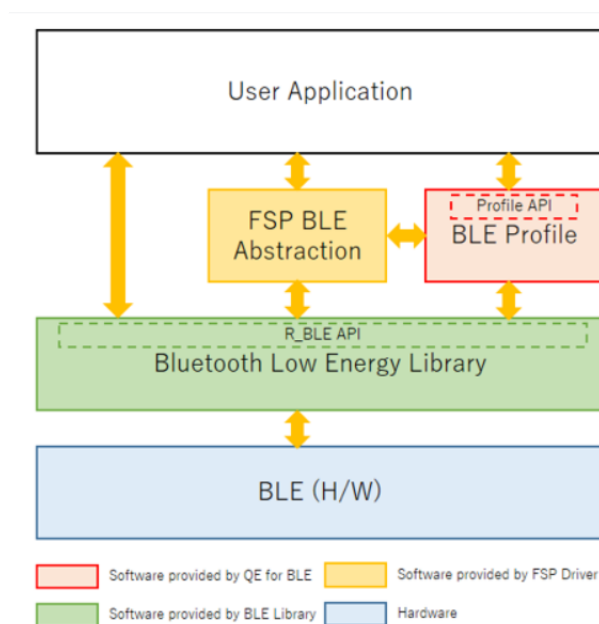 User Application
FSP BLE
Abstraction
Profile API
BLE Profile
R_BLE API
Bluetooth Low Energy Library
BLE (H/W)
Software provided by QE for BLE
Software provided by FSP Driver
Software provided by BLE Library
Hardware